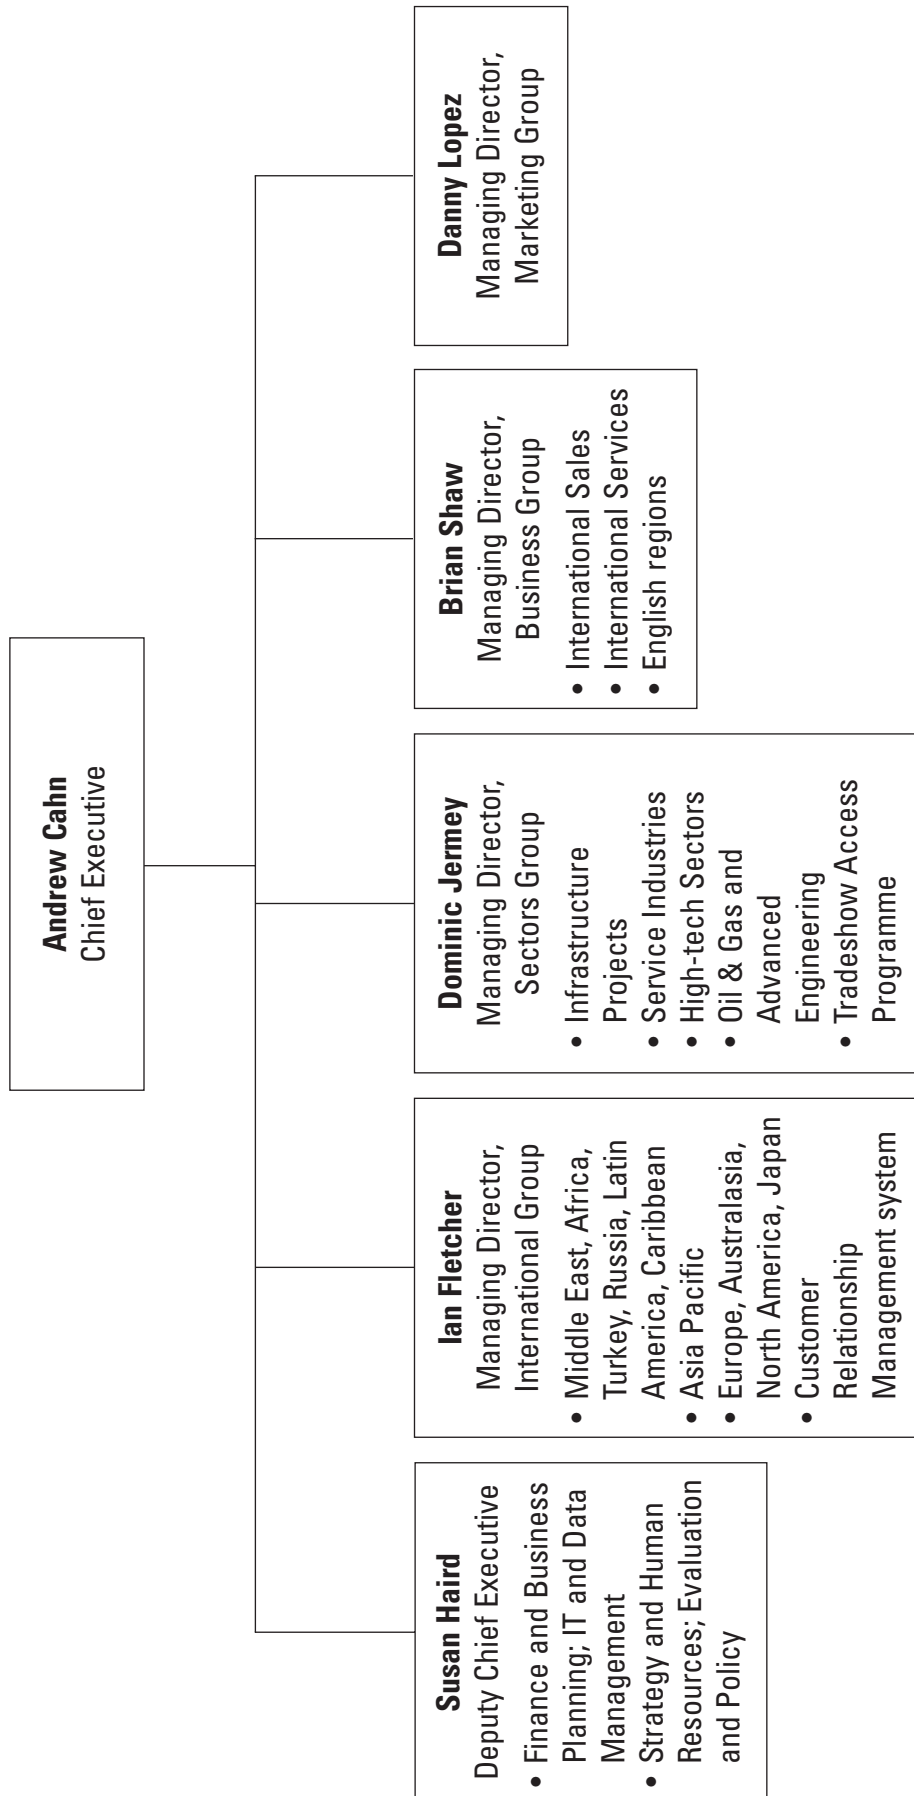 Andrew Cahn
Chief Executive
Susan Haird
Deputy Chief Executive
• Finance and Business
Planning; IT and Data
Management
• Strategy and Human
Resources; Evaluation
and Policy
Ian Fletcher
Managing Director,
International Group
• Middle East, Africa,
Turkey, Russia, Latin
America, Caribbean
• Asia Pacific
• Europe, Australasia,
North America, Japan
• Customer
Relationship
Management system
Dominic Jermey
Managing Director,
Sectors Group
• Infrastructure
Projects
• Service Industries
• High-tech Sectors
• Oil & Gas and
Advanced
Engineering
• Tradeshow Access
Programme
Brian Shaw
Managing Director,
Business Group
• International Sales
• International Services
• English regions
Danny Lopez
Managing Director,
Marketing Group